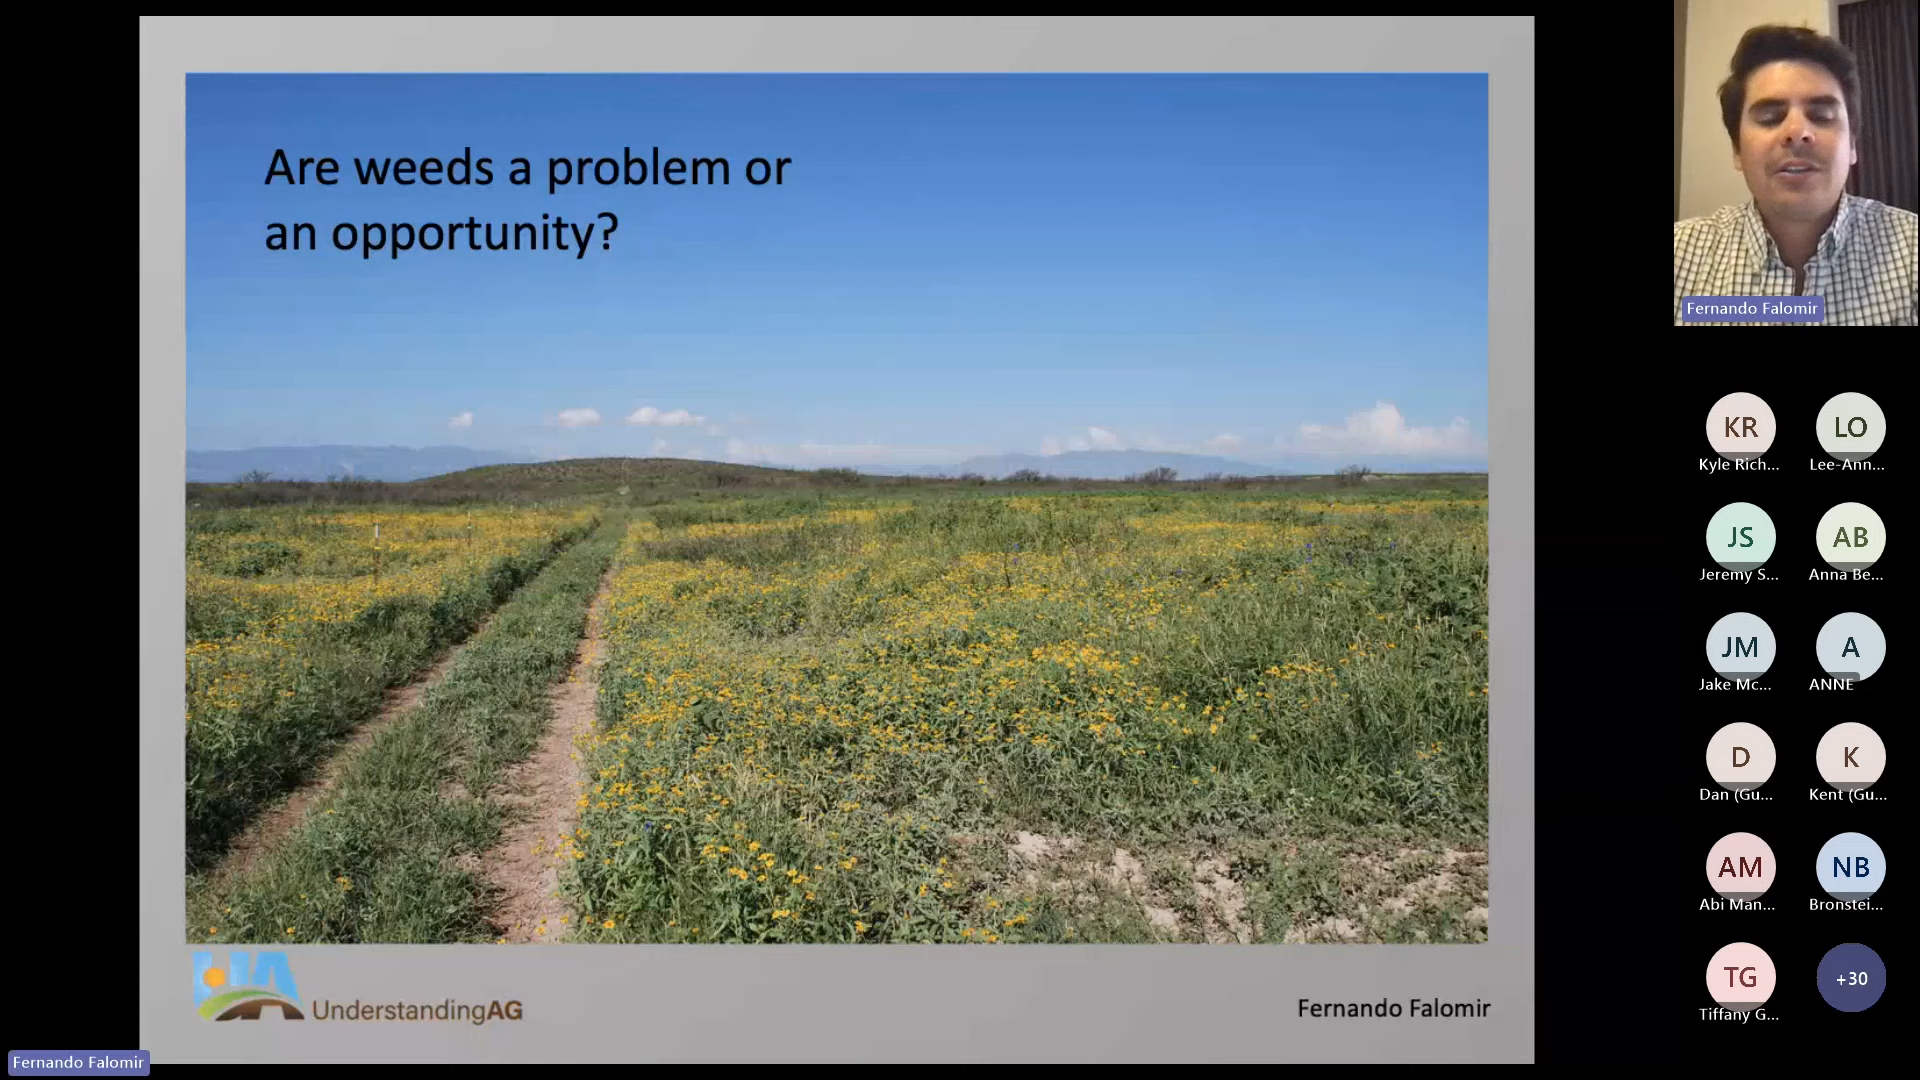 Are weeds a problem or
an opportunity?
UA
UnderstandingAG
Fernando Falomir
Fernando Falomir
Fernando Falomir
KR
LO
Kyle Rich...
Lee-Ann...
JS
AB
Jeremy S...
Anna Be...
JM
A
Jake Mc...
ANNE
D
K
Dan (Gu...
Kent (Gu...
AM
NB
Abi Man...
Bronstei...
TG
+30
Tiffany G...